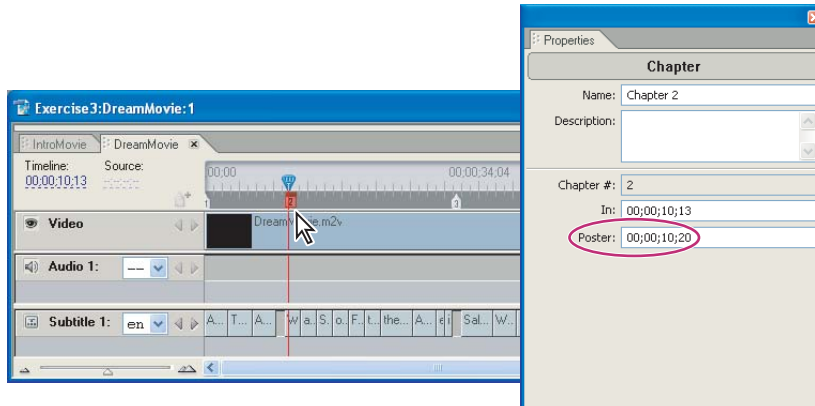 Exercise3:DreamMovie:1
IntroMovie DreamMovie
Timeline: Source:
00;00;10;13
00;00 00;00;34;04
1 2 3
Video
Audio 1: --
Subtitle 1: en
A... T... A... W a.. S. o.. F.. t... the... A... Sal... W..
Properties
Chapter
Name: Chapter 2
Description:
Chapter #: 2
In: 00;00;10;13
Poster: 00;00;10;20